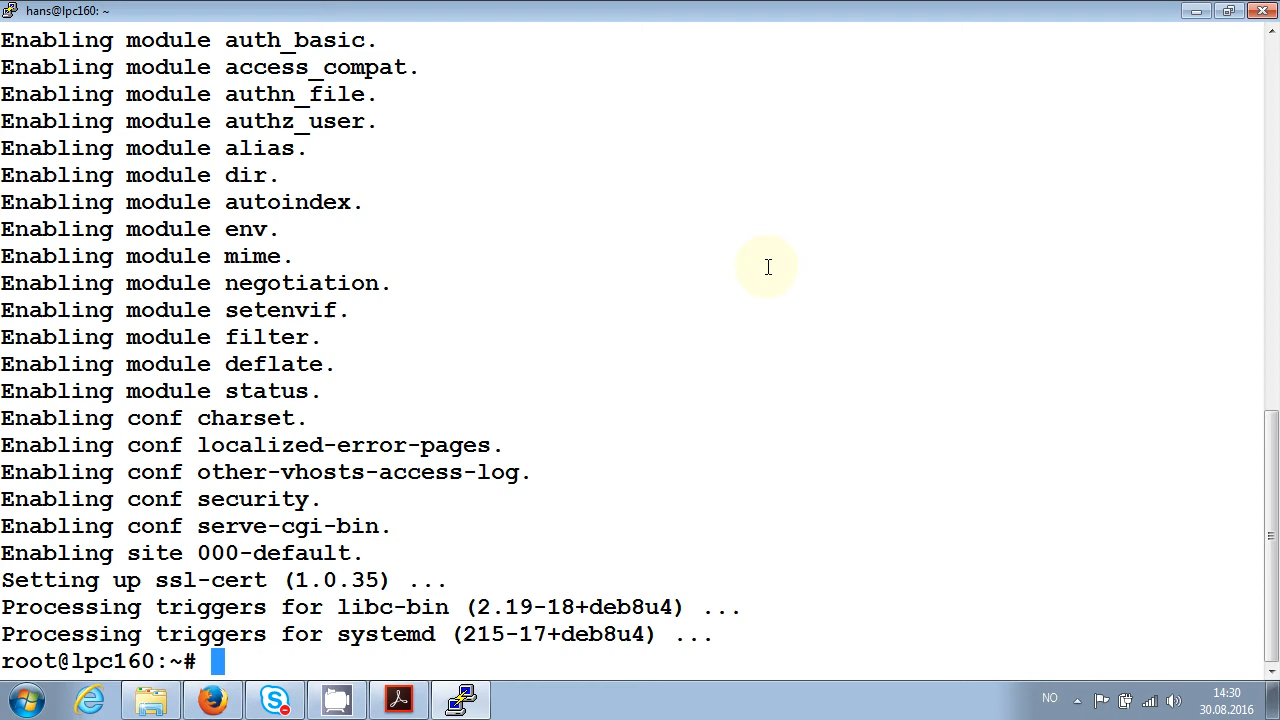 hans@lpc160: ~
Enabling module auth_basic.
Enabling module access_compat.
Enabling module authn_file.
Enabling module authz_user.
Enabling module alias.
Enabling module dir.
Enabling module autoindex.
Enabling module env.
Enabling module mime.
Enabling module negotiation.
Enabling module setenvif.
Enabling module filter.
Enabling module deflate.
Enabling module status.
Enabling conf charset.
Enabling conf localized-error-pages.
Enabling conf other-vhosts-access-log.
Enabling conf security.
Enabling conf serve-cgi-bin.
Enabling site 000-default.
Setting up ssl-cert (1.0.35) ...
Processing triggers for libc-bin (2.19-18+deb8u4) ...
Processing triggers for systemd (215-17+deb8u4) ...
root@lpc160:~#
NO
14:30
30.08.2016